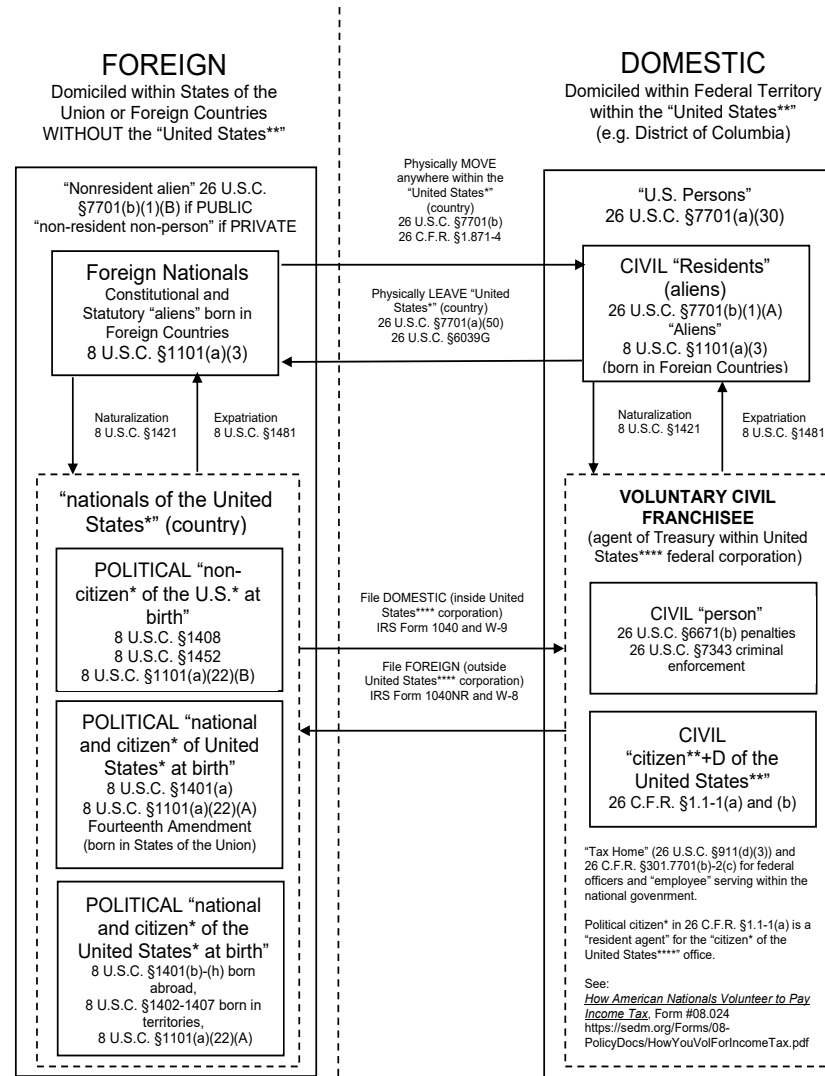 FOREIGN
Domiciled within States of the
Union or Foreign Countries
WITHOUT the “United States**”
“Nonresident alien” 26 U.S.C.
§7701(b)(1)(B) if PUBLIC
“non-resident non-person” if PRIVATE
Foreign Nationals
Constitutional and
Statutory “aliens” born in
Foreign Countries
8 U.S.C. §1101(a)(3)
Naturalization
8 U.S.C. §1421
Expatriation
8 U.S.C. §1481
“nationals of the United
States*” (country)
POLITICAL “non-
citizen* of the U.S.* at
birth”
8 U.S.C. §1408
8 U.S.C. §1452
8 U.S.C. §1101(a)(22)(B)
POLITICAL “national
and citizen* of United
States* at birth”
8 U.S.C. §1401(a)
8 U.S.C. §1101(a)(22)(A)
Fourteenth Amendment
(born in States of the Union)
POLITICAL “national
and citizen* of the
United States* at birth”
8 U.S.C. §1401(b)-(h) born
abroad,
8 U.S.C. §1402-1407 born in
territories,
8 U.S.C. §1101(a)(22)(A)
Physically MOVE
anywhere within the
“United States*”
(country)
26 U.S.C. §7701(b)
26 C.F.R. §1.871-4
Physically LEAVE “United
States*” (country)
26 U.S.C. §7701(a)(50)
26 U.S.C. §6039G
File DOMESTIC (inside United
States**** corporation)
IRS Form 1040 and W-9
File FOREIGN (outside
United States**** corporation)
IRS Form 1040NR and W-8
DOMESTIC
Domiciled within Federal Territory
within the “United States**”
(e.g. District of Columbia)
“U.S. Persons”
26 U.S.C. §7701(a)(30)
CIVIL “Residents”
(aliens)
26 U.S.C. §7701(b)(1)(A)
“Aliens”
8 U.S.C. §1101(a)(3)
(born in Foreign Countries)
Naturalization
8 U.S.C. §1421
Expatriation
8 U.S.C. §1481
VOLUNTARY CIVIL
FRANCHISEE
(agent of Treasury within United
States**** federal corporation)
CIVIL “person”
26 U.S.C. §6671(b) penalties
26 U.S.C. §7343 criminal
enforcement
CIVIL
“citizen**+D of the
United States**”
26 C.F.R. §1.1-1(a) and (b)
“Tax Home” (26 U.S.C. §911(d)(3)) and
26 C.F.R. §301.7701(b)-2(c) for federal
officers and “employee” serving within the
national govenrment.
Political citizen* in 26 C.F.R. §1.1-1(a) is a
“resident agent” for the “citizen* of the
United States****” office.
See:
How American Nationals Volunteer to Pay
Income Tax, Form #08.024
https://sedm.org/Forms/08-
PolicyDocs/HowYouVolForIncomeTax.pdf